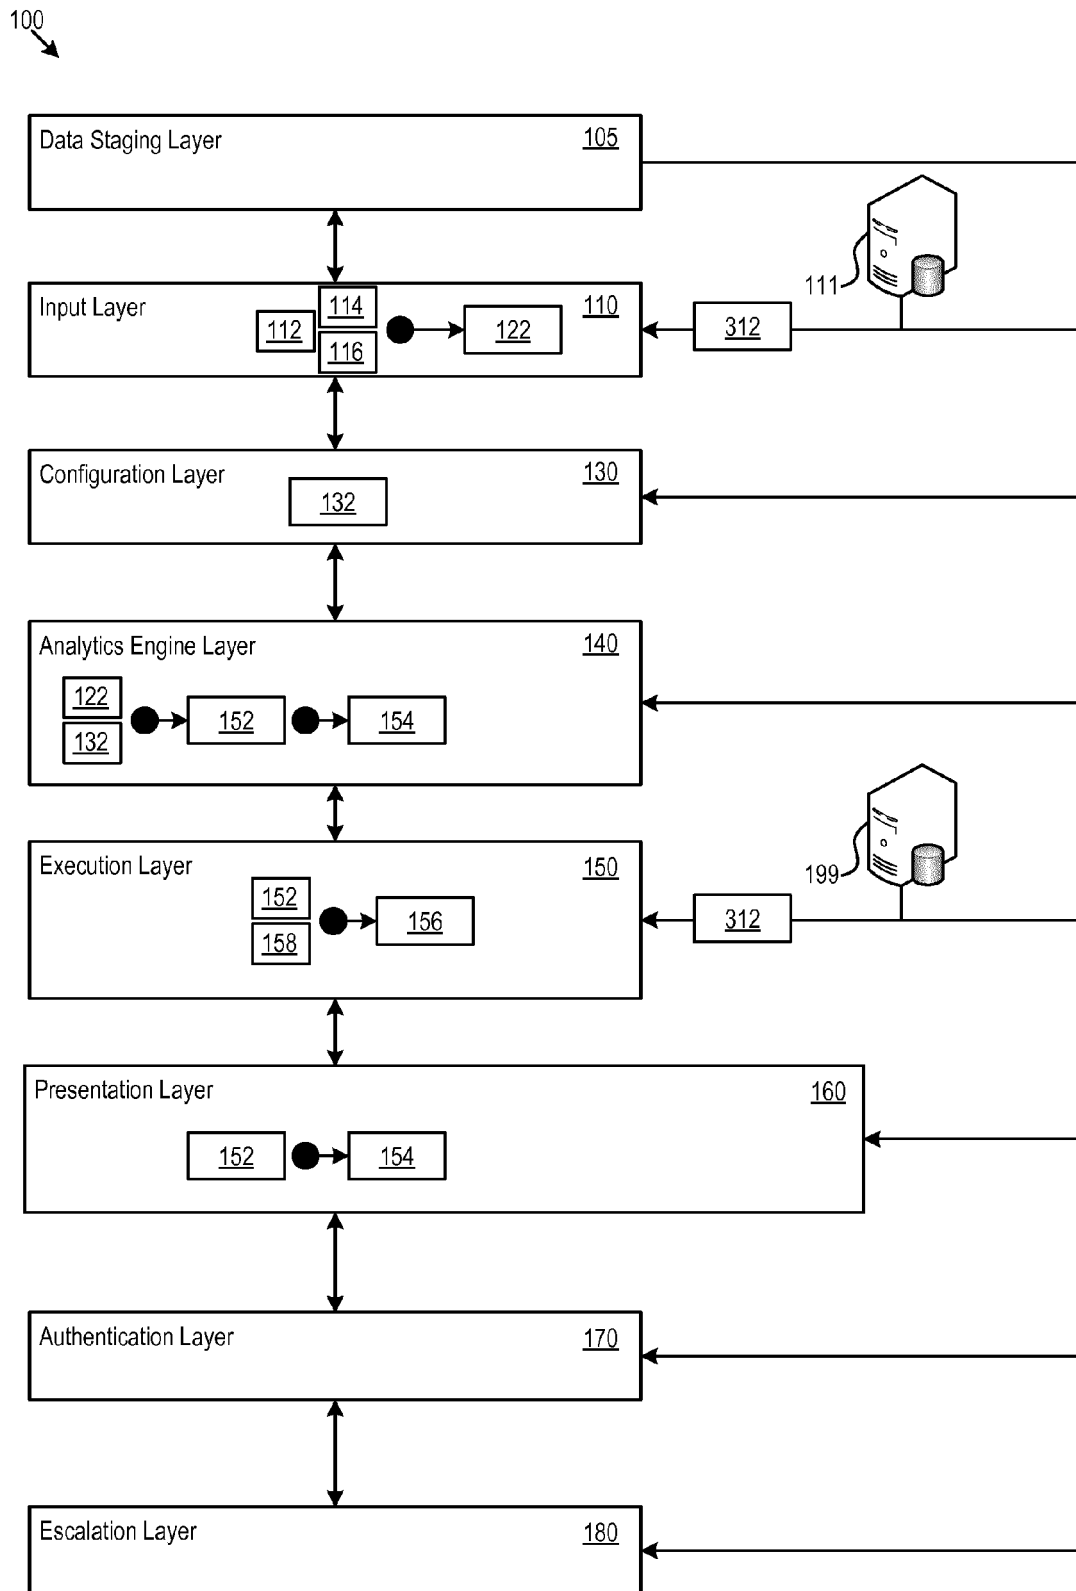 100
Data Staging Layer 105
111
Input Layer 114 110
112 122 312
116
Configuration Layer 130
132
Analytics Engine Layer 140
122
152 154
132
199
Execution Layer 150
152
156 312
158
Presentation Layer 160
152 154
Authentication Layer 170
Escalation Layer 180